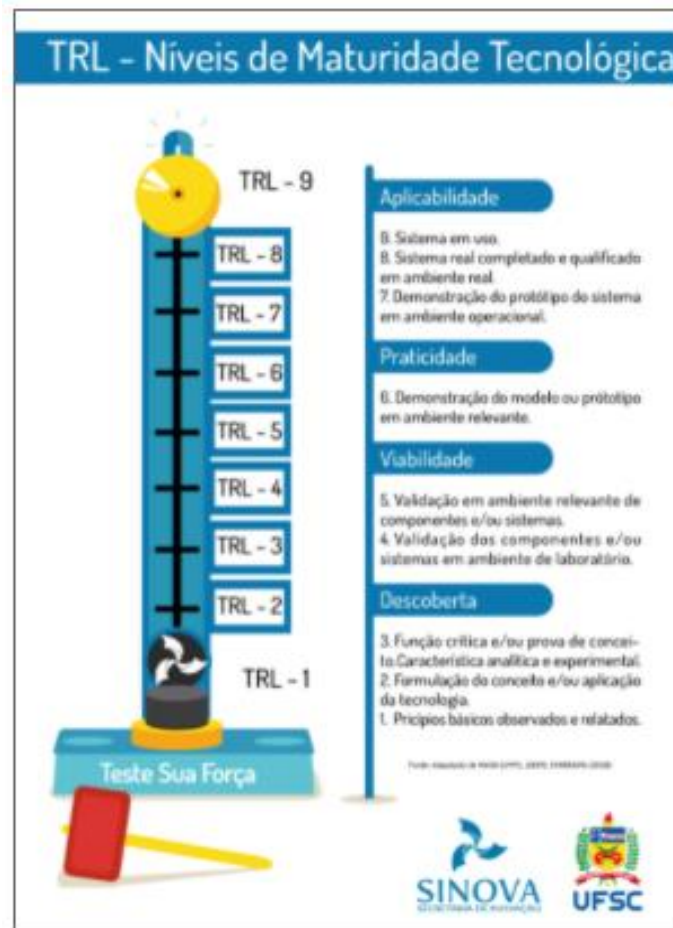 TRL - Níveis de Maturidade Tecnológica
TRL - 9
TRL - 8
TRL - 7
TRL - 6
TRL - 5
TRL - 4
TRL - 3
TRL - 2
TRL - 1
Teste Sua Força
Aplicabilidade
9. Sistema em uso.
8. Sistema real completado e qualificado
em ambiente real.
7. Demonstração do protótipo do sistema
em ambiente operacional.
Praticidade
6. Demonstração do modelo ou protótipo
em ambiente relevante.
Viabilidade
5. Validação em ambiente relevante de
componentes e/ou sistemas.
4. Validação dos componentes e/ou
sistemas em ambiente de laboratório.
Descoberta
3. Função crítica e/ou prova de concei-
to.Característica analítica e experimental.
2. Formulação do conceito e/ou aplicação
da tecnologia.
1. Pricípios básicos observados e relatados.
SINOVA
SECRETARIA DE INOVAÇÃO
UFSC